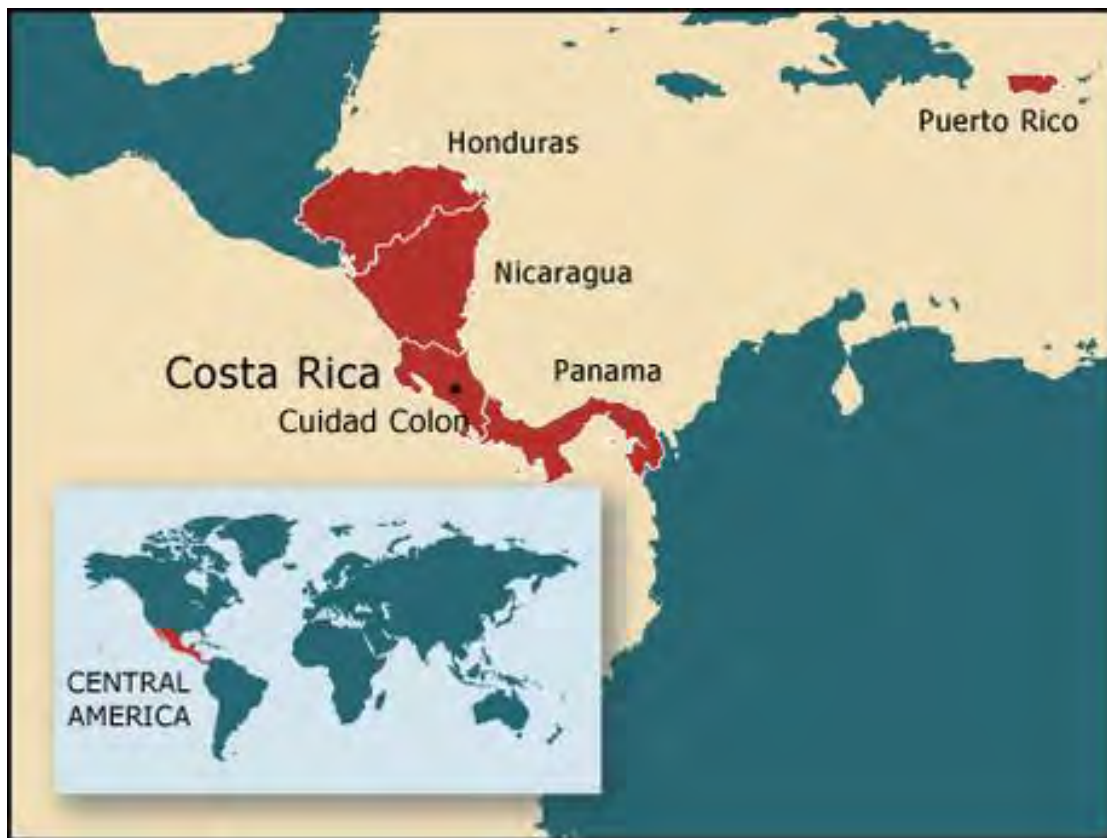 Puerto Rico
Honduras
Nicaragua
Costa Rica
Panama
Cuidad Colon
CENTRAL
AMERICA